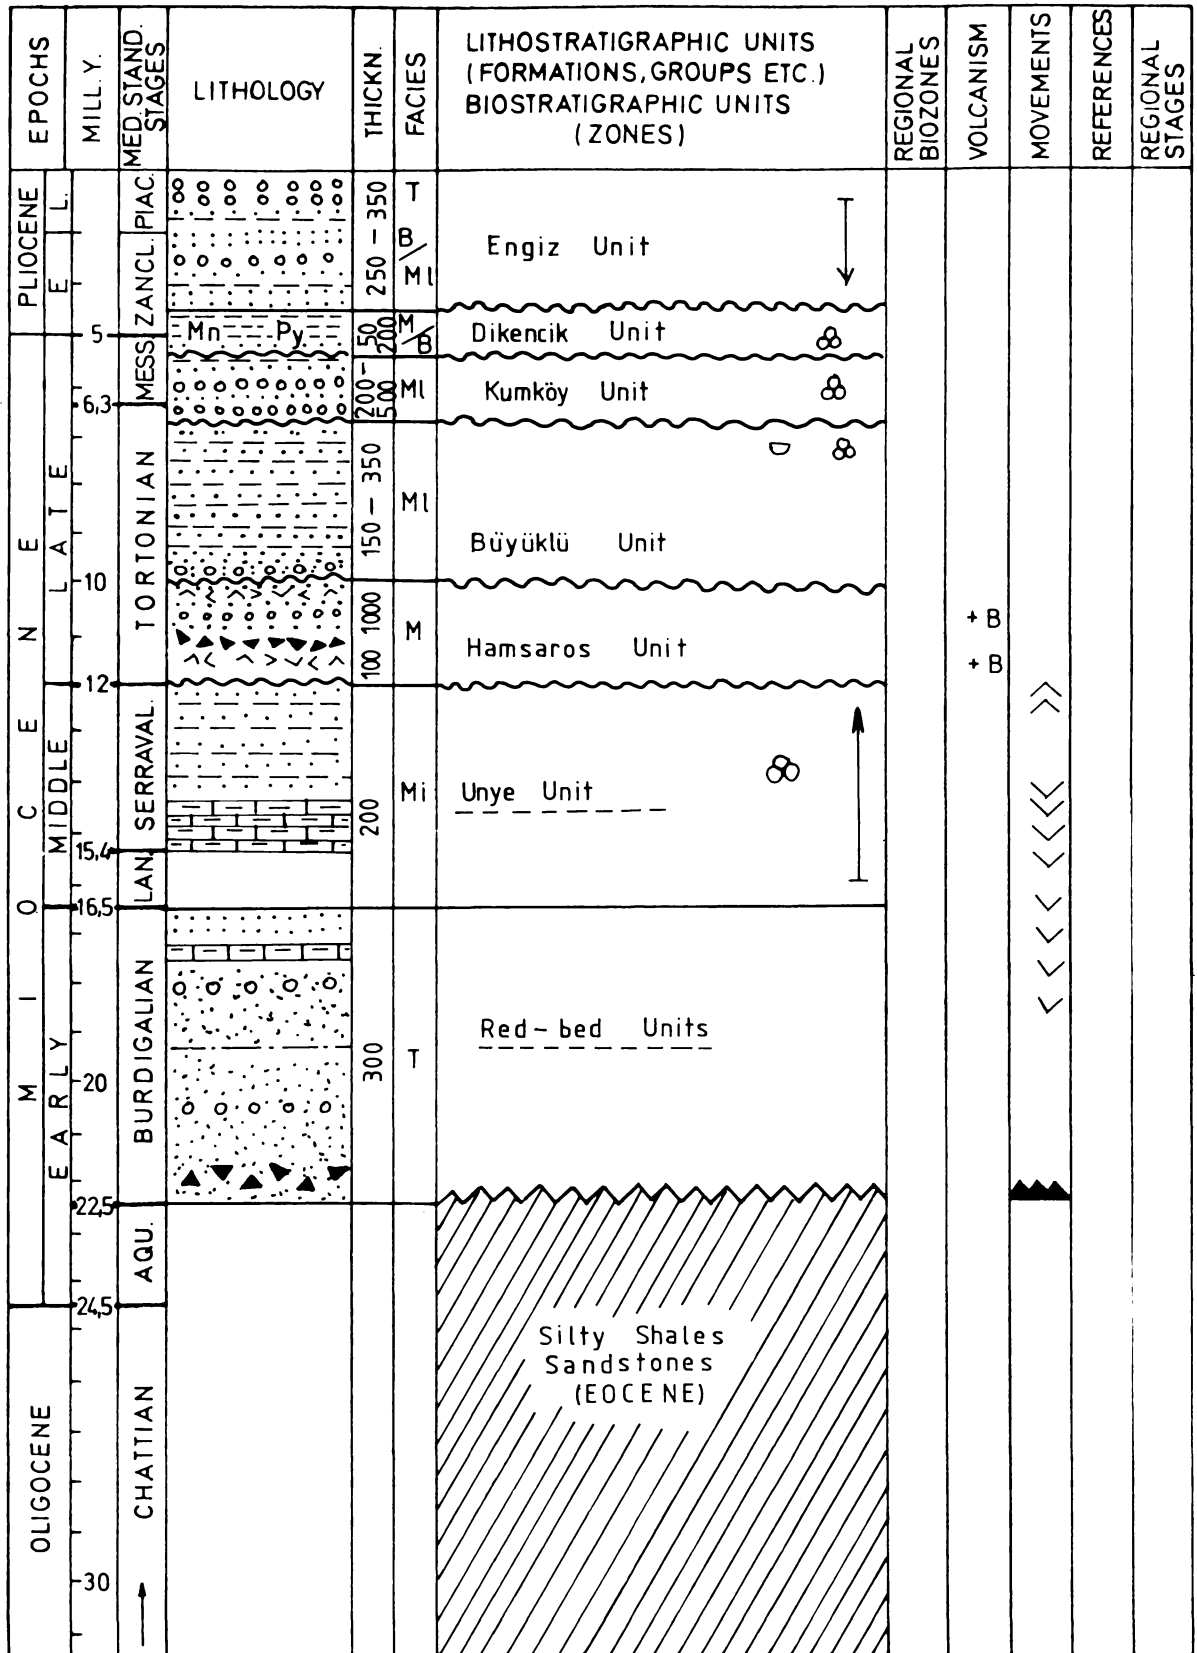 EPOCHS
MILL.Y.
MED.STAND.
STAGES
LITHOLOGY
THICKN.
FACIES
LITHOSTRATIGRAPHIC UNITS
(FORMATIONS, GROUPS ETC.)
BIOSTRATIGRAPHIC UNITS
(ZONES)
REGIONAL
BIOZONES
VOLCANISM
MOVEMENTS
REFERENCES
REGIONAL
STAGES
PLIOCENE
L.
E
PIAC.
ZANCL.
250 – 350
T
B/Ml
Engiz Unit
5
MESS.
Mn Py
50
200
M/B
Dikencik Unit
6,3
200-
500
Ml
Kumköy Unit
MIOCENE
LATE
TORTONIAN
150 – 350
Ml
Büyüklü Unit
10
100 1000
M
Hamsaros Unit
+ B
+ B
12
MIDDLE
SERRAVAL.
200
Mi
Unye Unit
15,4
LAN.
16,5
EARLY
BURDIGALIAN
300
T
Red-bed Units
20
22,5
AQU.
24,5
OLIGOCENE
CHATTIAN
Silty Shales
Sandstones
(EOCENE)
30